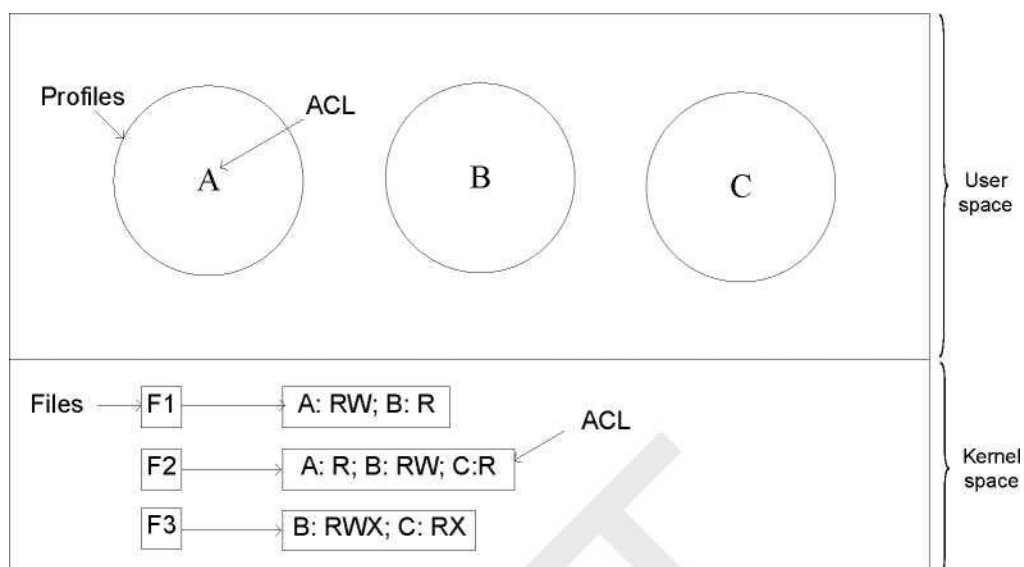 Profiles
ACL
A
B
C
User
space
Files
F1
A: RW; B: R
ACL
F2
A: R; B: RW; C:R
F3
B: RWX; C: RX
Kernel
space